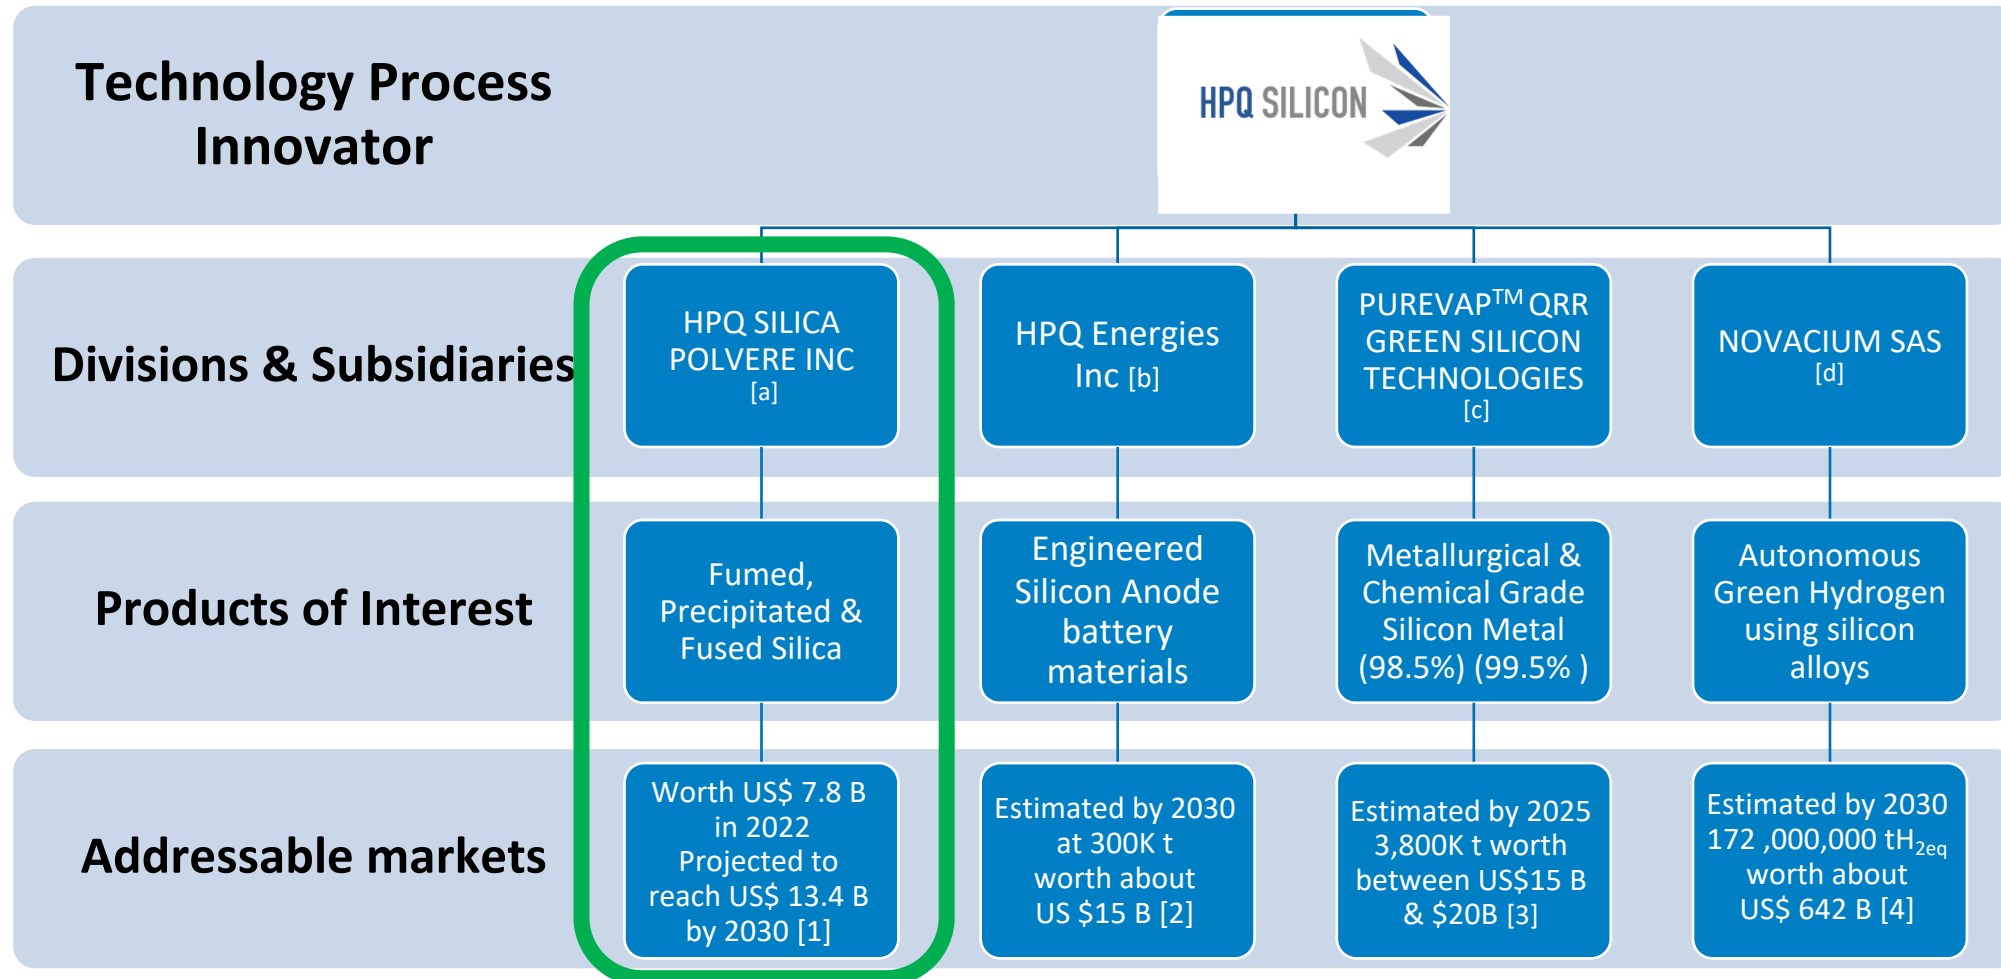 Technology Process
Innovator
HPQ SILICON
Divisions & Subsidiaries
HPQ SILICA
POLVERE INC
[a]
HPQ Energies
Inc [b]
PUREVAP™ QRR
GREEN SILICON
TECHNOLOGIES
[c]
NOVACIUM SAS
[d]
Products of Interest
Fumed,
Precipitated &
Fused Silica
Engineered
Silicon Anode
battery
materials
Metallurgical &
Chemical Grade
Silicon Metal
(98.5%) (99.5% )
Autonomous
Green Hydrogen
using silicon
alloys
Addressable markets
Worth US$ 7.8 B
in 2022
Projected to
reach US$ 13.4 B
by 2030 [1]
Estimated by 2030
at 300K t
worth about
US $15 B [2]
Estimated by 2025
3,800K t worth
between US$15 B
& $20B [3]
Estimated by 2030
172 ,000,000 tH2eq
worth about
US$ 642 B [4]